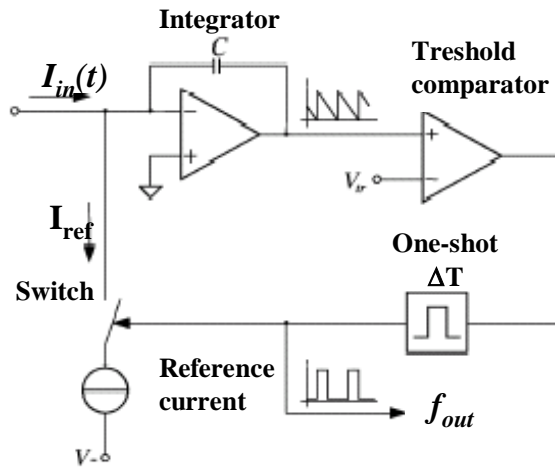 Integrator
C
I_in(t)
Treshold
comparator
−
+
+
−
V_tr
I_ref
One-shot
ΔT
Switch
Reference
current
f_out
V-